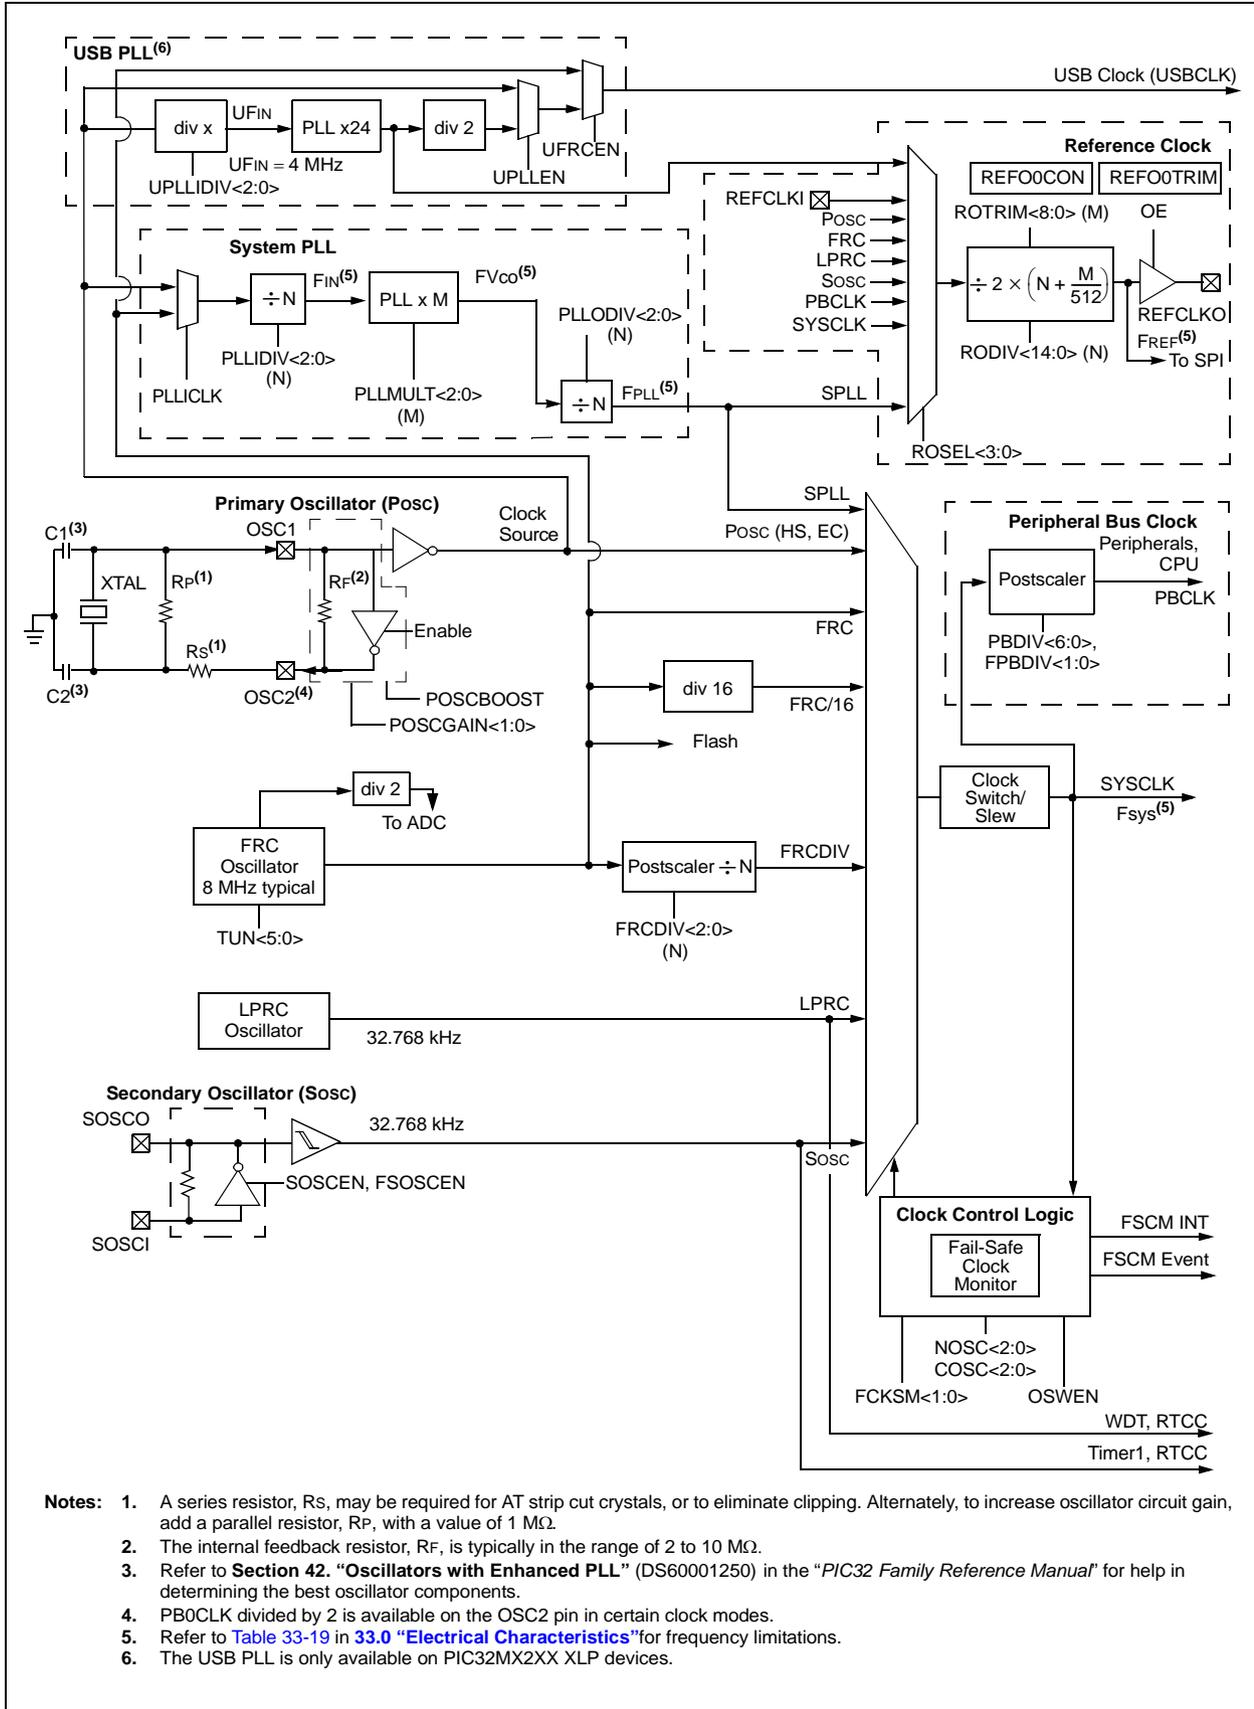 USB PLL(6)
USB Clock (USBCLK)
div x
UFIN
PLL x24
div 2
UFIN = 4 MHz
UPLLIDIV<2:0>
UPLLEN
UFRCEN
Reference Clock
REFO0CON
REFO0TRIM
REFCLKI
POSC
FRC
LPRC
SOSC
PBCLK
SYSCLK
ROTRIM<8:0> (M)
OE
÷ 2 × (N + M/512)
REFCLKO
RODIV<14:0> (N)
FREF(5)
To SPI
SPLL
ROSEL<3:0>
System PLL
÷ N
FIN(5)
PLL x M
FVco(5)
PLLODIV<2:0>
(N)
PLLIDIV<2:0>
(N)
PLLICLK
PLLMULT<2:0>
(M)
÷ N
FPLL(5)
Primary Oscillator (POSC)
C1(3)
OSC1
Clock
Source
XTAL
RP(1)
RF(2)
Enable
RS(1)
C2(3)
OSC2(4)
POSCBOOST
POSCGAIN<1:0>
SPLL
POSC (HS, EC)
FRC
div 16
FRC/16
Flash
Peripheral Bus Clock
Postscaler
Peripherals,
CPU
PBCLK
PBDIV<6:0>,
FPBDIV<1:0>
Clock
Switch/
Slew
SYSCLK
Fsys(5)
div 2
To ADC
FRC
Oscillator
8 MHz typical
TUN<5:0>
Postscaler ÷ N
FRCDIV
FRCDIV<2:0>
(N)
LPRC
Oscillator
32.768 kHz
LPRC
Secondary Oscillator (SOSC)
SOSCO
32.768 kHz
SOSC
SOSCEN, FSOSCEN
SOSCI
Clock Control Logic
Fail-Safe
Clock
Monitor
FSCM INT
FSCM Event
NOSC<2:0>
COSC<2:0>
FCKSM<1:0>
OSWEN
WDT, RTCC
Timer1, RTCC
Notes: 1. A series resistor, RS, may be required for AT strip cut crystals, or to eliminate clipping. Alternately, to increase oscillator circuit gain,
add a parallel resistor, RP, with a value of 1 MΩ.
2. The internal feedback resistor, RF, is typically in the range of 2 to 10 MΩ.
3. Refer to Section 42. “Oscillators with Enhanced PLL” (DS60001250) in the “PIC32 Family Reference Manual” for help in
determining the best oscillator components.
4. PB0CLK divided by 2 is available on the OSC2 pin in certain clock modes.
5. Refer to Table 33-19 in 33.0 “Electrical Characteristics”for frequency limitations.
6. The USB PLL is only available on PIC32MX2XX XLP devices.